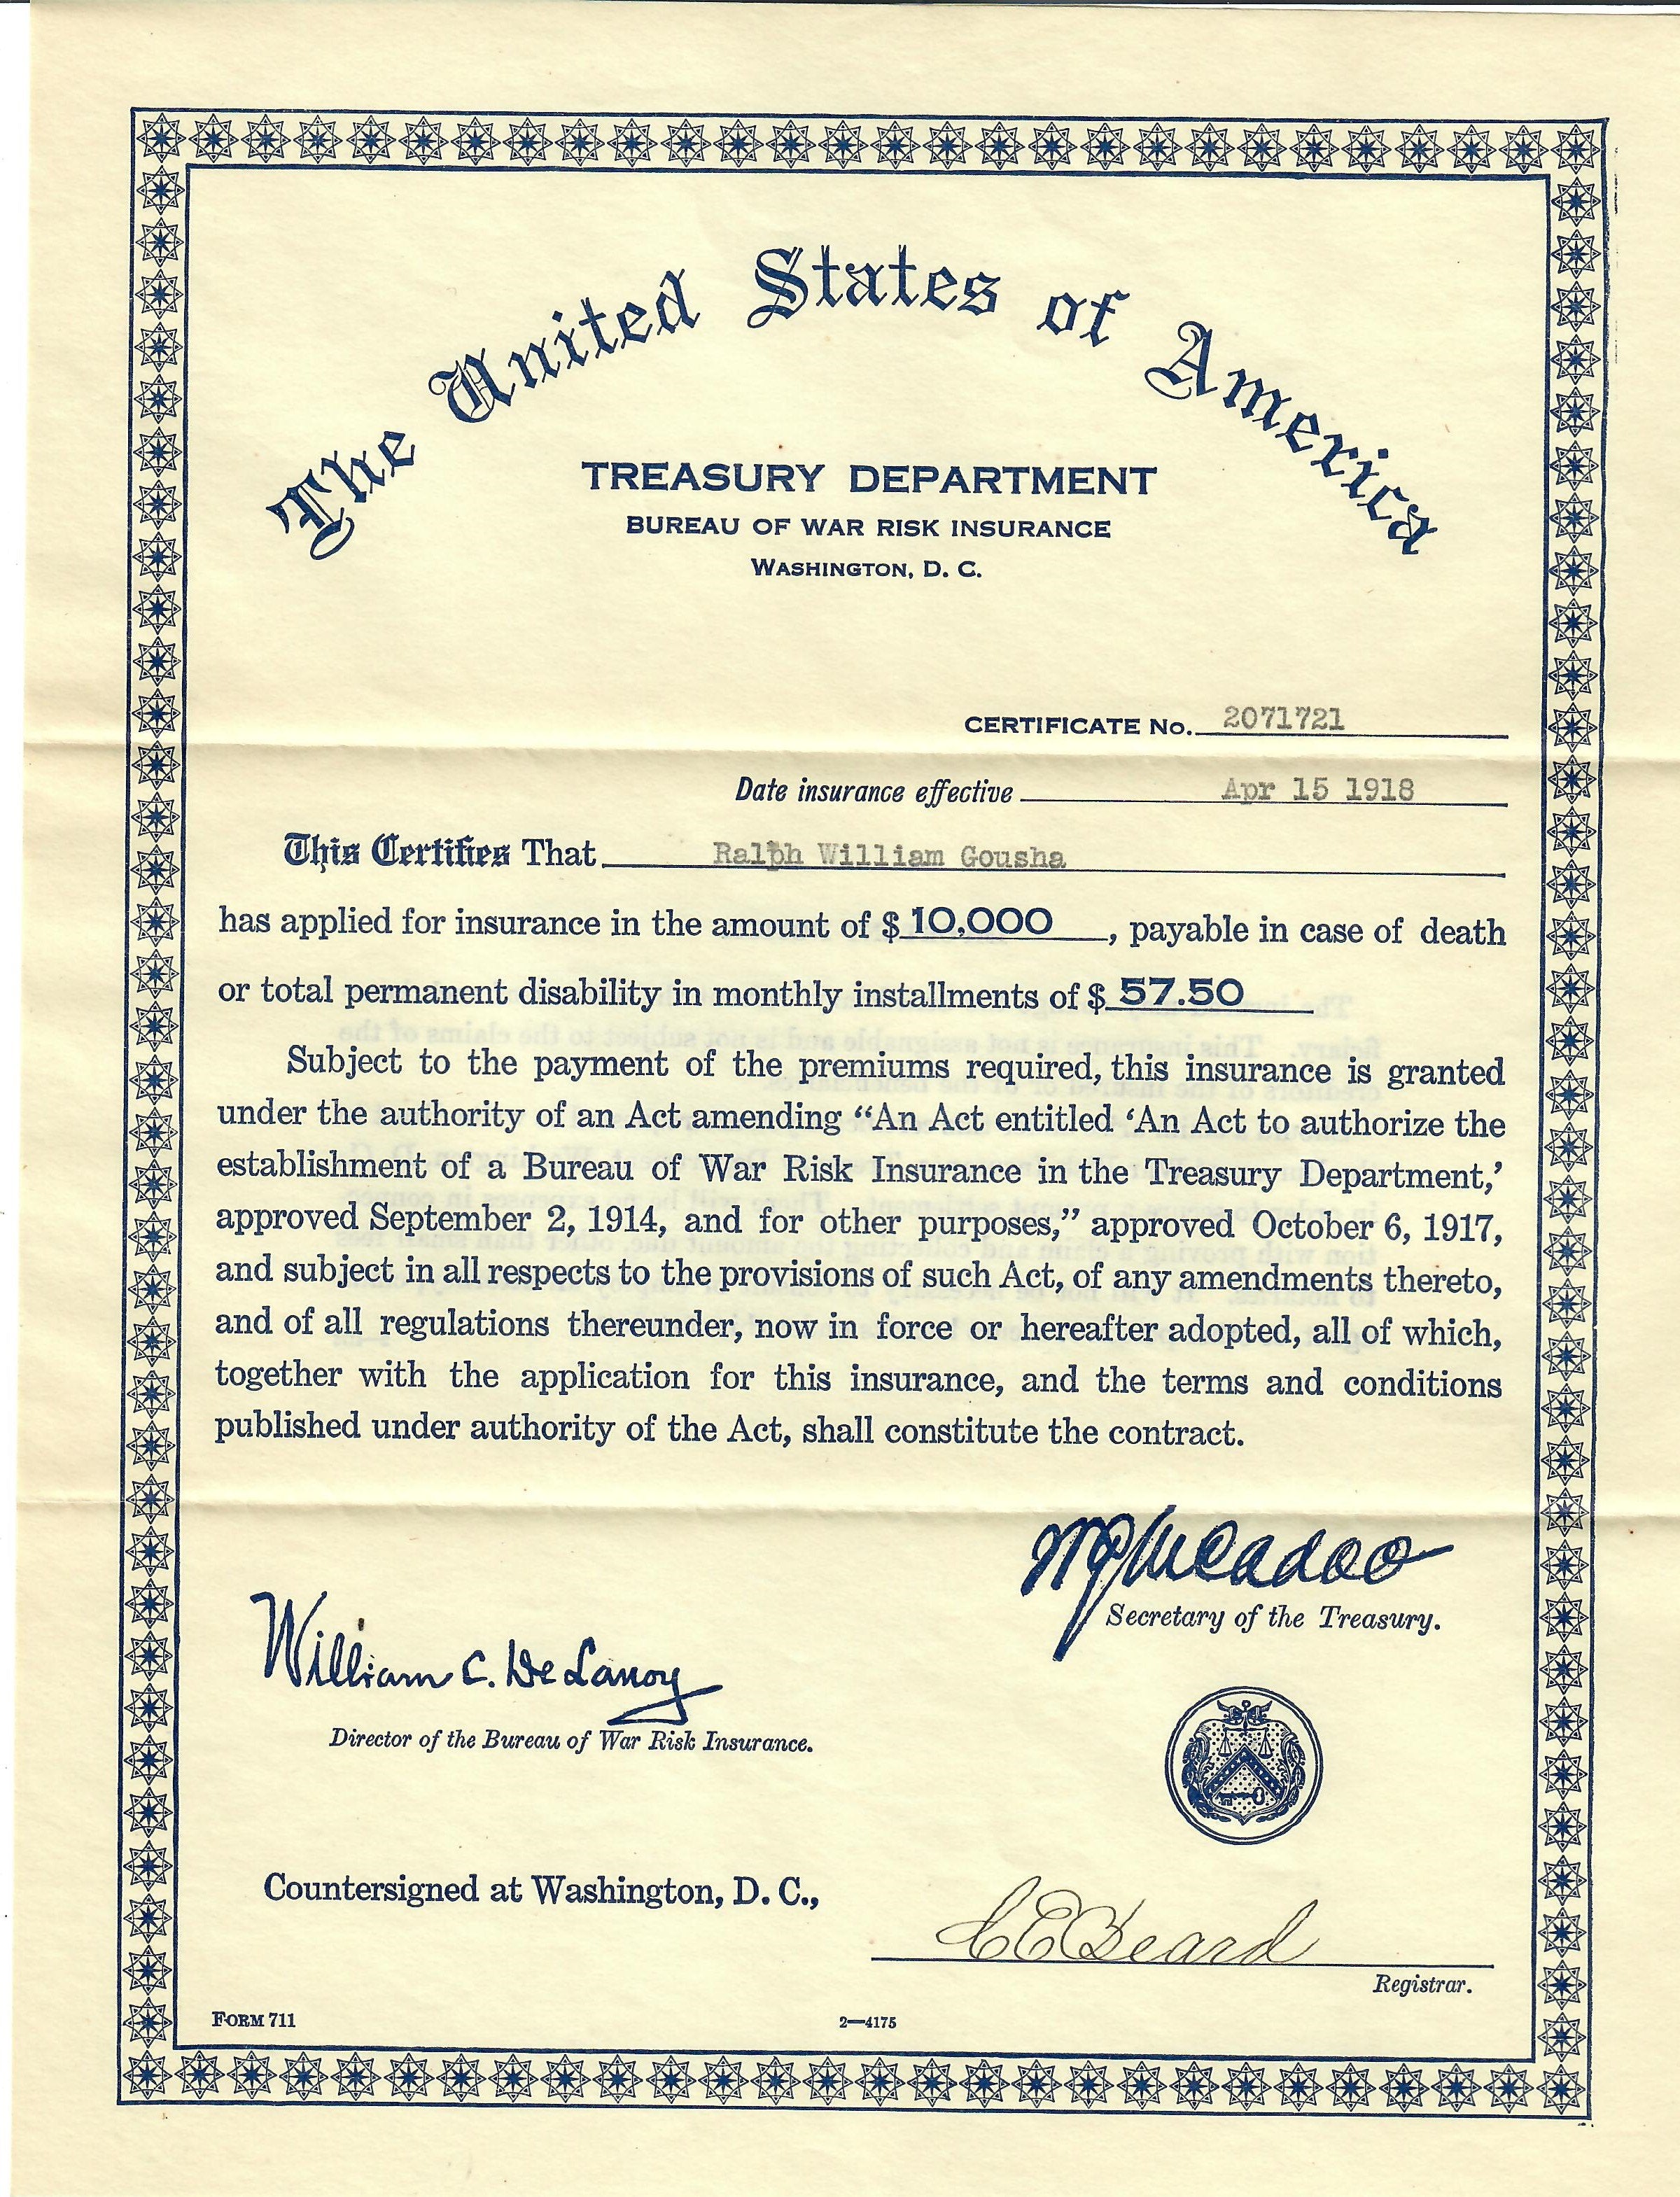 The United States of America
TREASURY DEPARTMENT
BUREAU OF WAR RISK INSURANCE
WASHINGTON, D. C.
CERTIFICATE No. 2071721
Date insurance effective Apr 15 1918
This Certifies That Ralph William Gousha
has applied for insurance in the amount of $ 10,000 , payable in case of death
or total permanent disability in monthly installments of $ 57.50
Subject to the payment of the premiums required, this insurance is granted
under the authority of an Act amending “An Act entitled ‘An Act to authorize the
establishment of a Bureau of War Risk Insurance in the Treasury Department,’
approved September 2, 1914, and for other purposes,” approved October 6, 1917,
and subject in all respects to the provisions of such Act, of any amendments thereto,
and of all regulations thereunder, now in force or hereafter adopted, all of which,
together with the application for this insurance, and the terms and conditions
published under authority of the Act, shall constitute the contract.
W G McAdoo
Secretary of the Treasury.
William C. De Lanoy
Director of the Bureau of War Risk Insurance.
Countersigned at Washington, D. C.,
C E Beard
Registrar.
FORM 711
2—4175